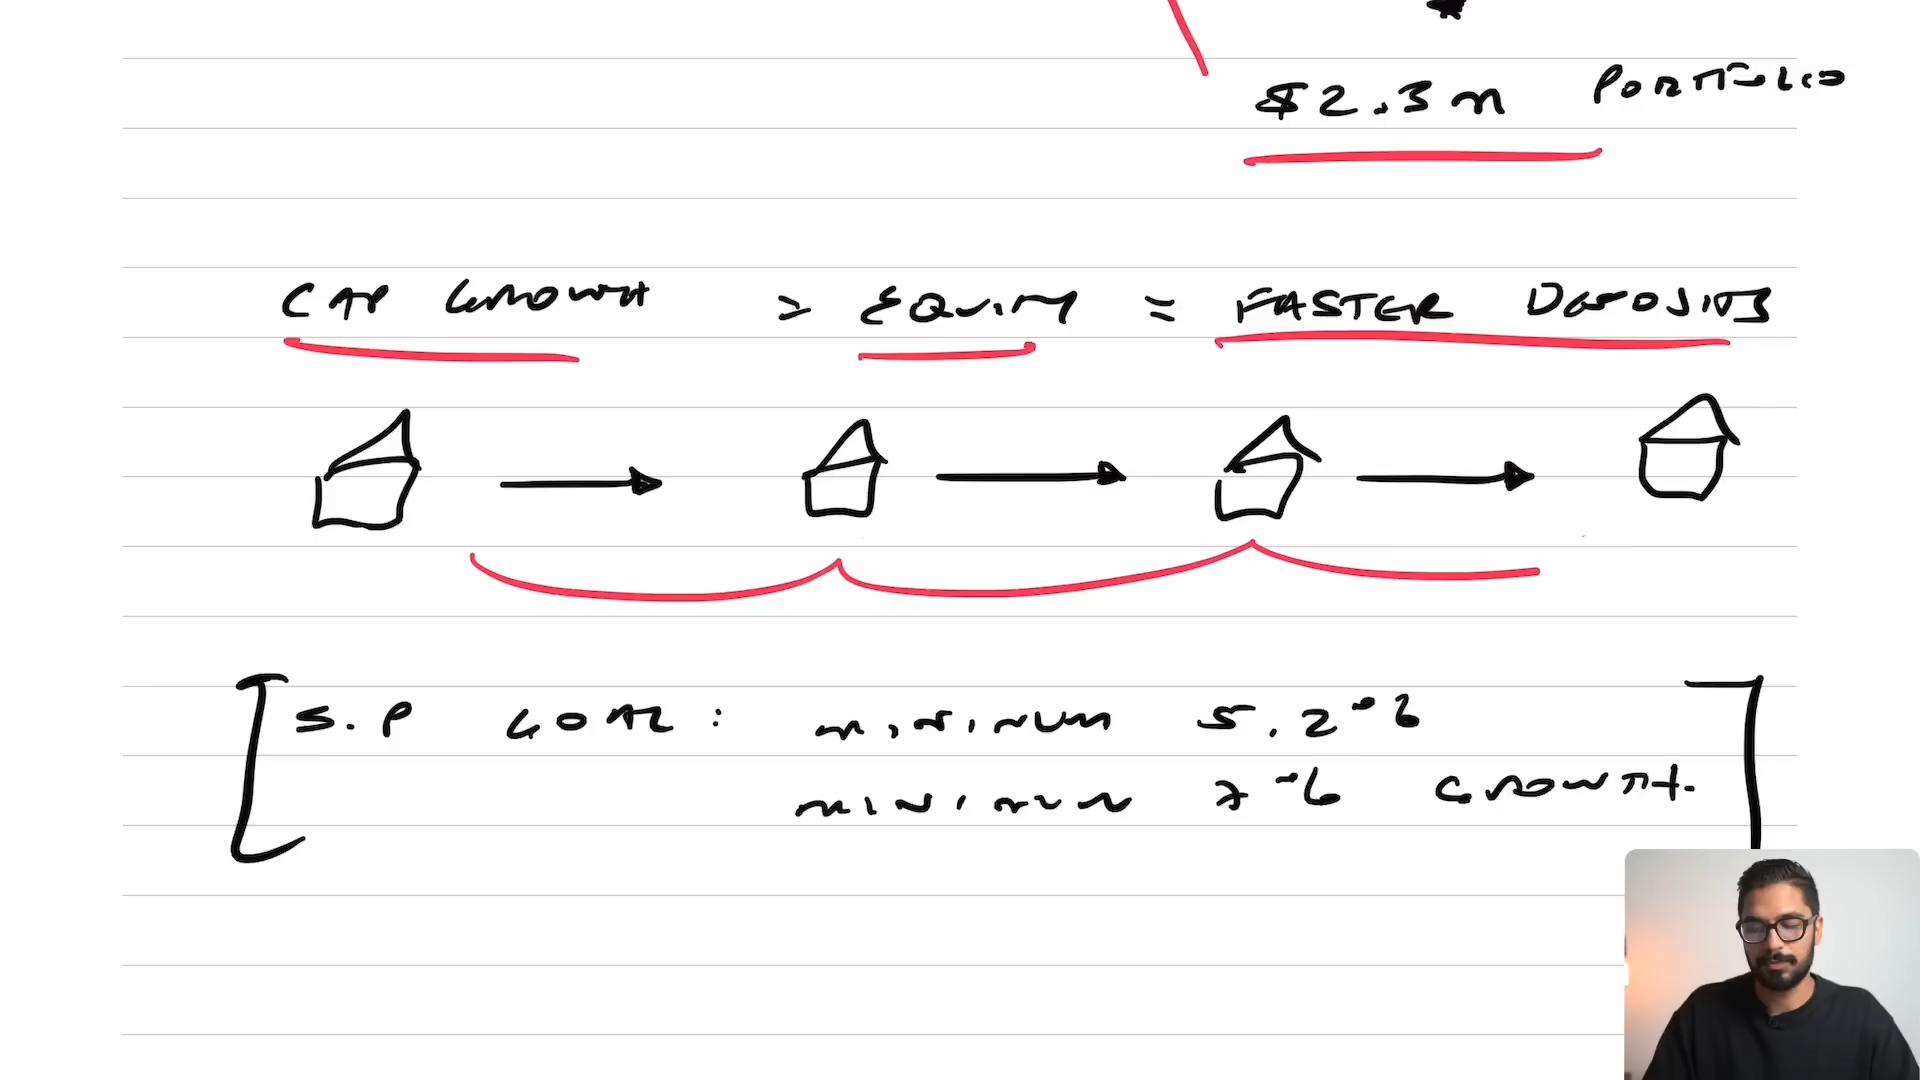 $2.3M PORTFOLIO
CAP GROWTH = EQUITY = FASTER DEPOSITS
S.P GOAL: MINIMUM 5.2%
MINIMUM 7% GROWTH.